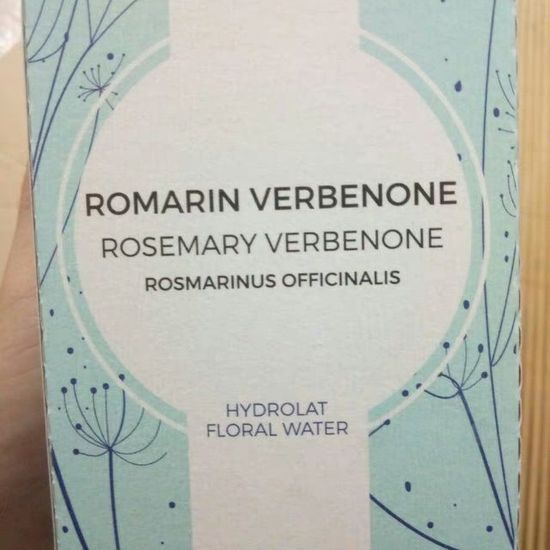 ROMARIN VERBENONE
ROSEMARY VERBENONE
ROSMARINUS OFFICINALIS
HYDROLAT
FLORAL WATER